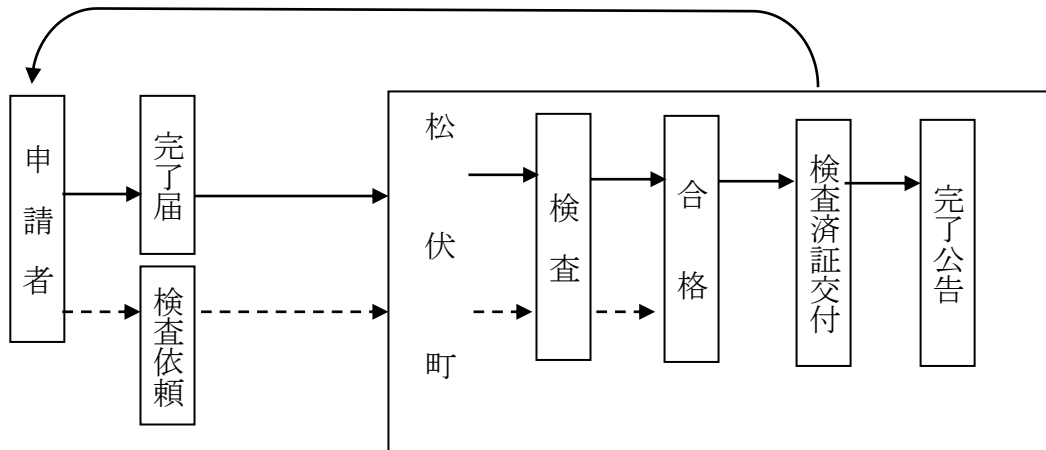 申請者
完了届
検査依頼
松伏町
検査
合格
検査済証交付
完了公告